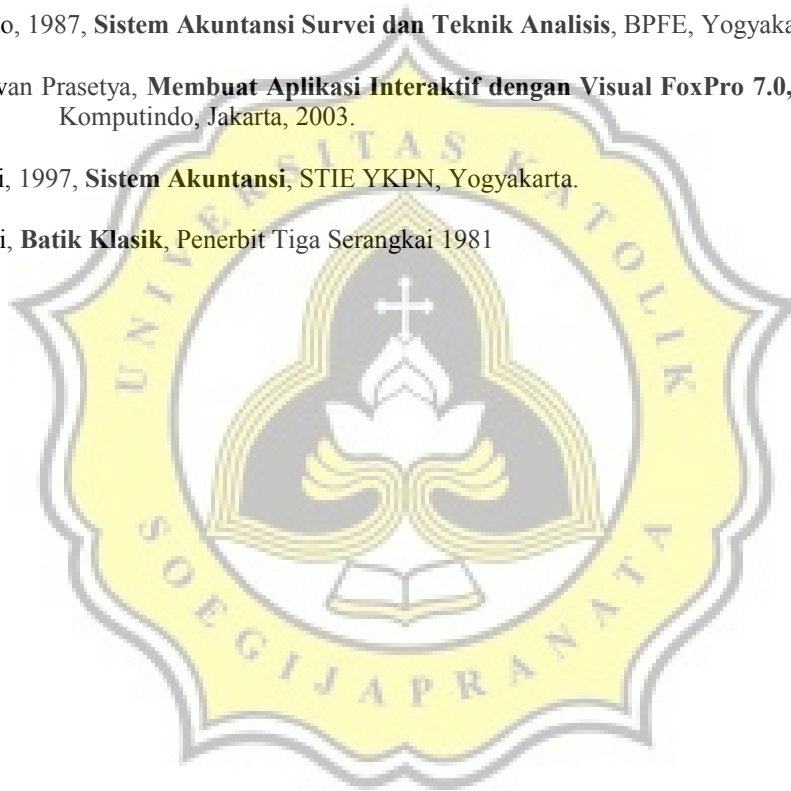 o, 1987, Sistem Akuntansi Survei dan Teknik Analisis, BPFE, Yogyaka
van Prasetya, Membuat Aplikasi Interaktif dengan Visual FoxPro 7.0,
Komputindo, Jakarta, 2003.
i, 1997, Sistem Akuntansi, STIE YKPN, Yogyakarta.
i, Batik Klasik, Penerbit Tiga Serangkai 1981
UNIVERSITAS KATOLIK
SOEGIJAPRANATA